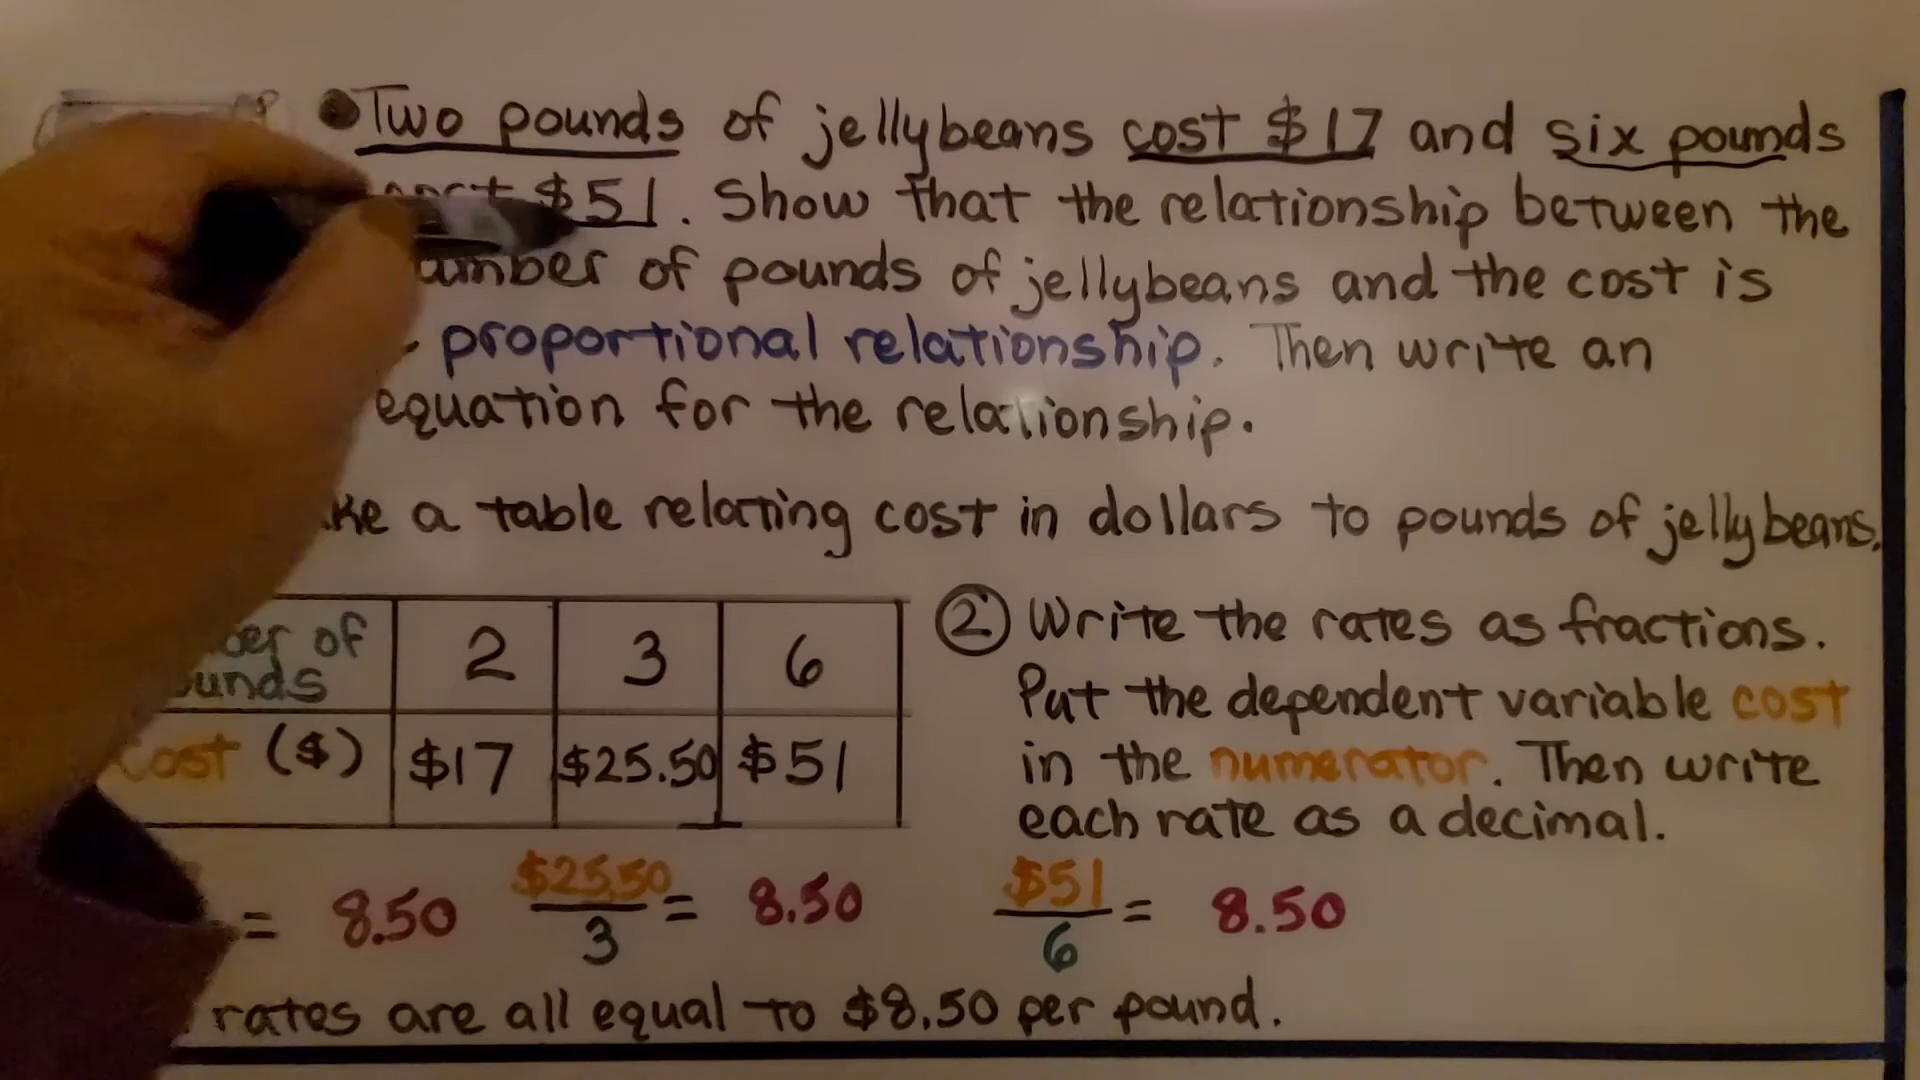 Two pounds of jellybeans cost $17 and six pounds
cost $51. Show that the relationship between the
number of pounds of jellybeans and the cost is
proportional relationship. Then write an
equation for the relationship.
a table relating cost in dollars to pounds of jellybeans.
of 2 3 6
Cost ($) $17 $25.50 $51
② Write the rates as fractions.
Put the dependent variable cost
in the numerator. Then write
each rate as a decimal.
= 8.50 $25.50/3 = 8.50 $51/6 = 8.50
rates are all equal to $8.50 per pound.